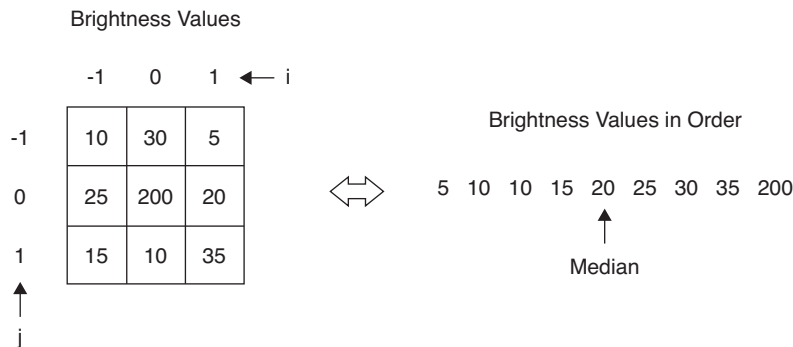 Brightness Values
-1 0 1 i
-1 10 30 5
0 25 200 20
1 15 10 35
j
Brightness Values in Order
5 10 10 15 20 25 30 35 200
Median